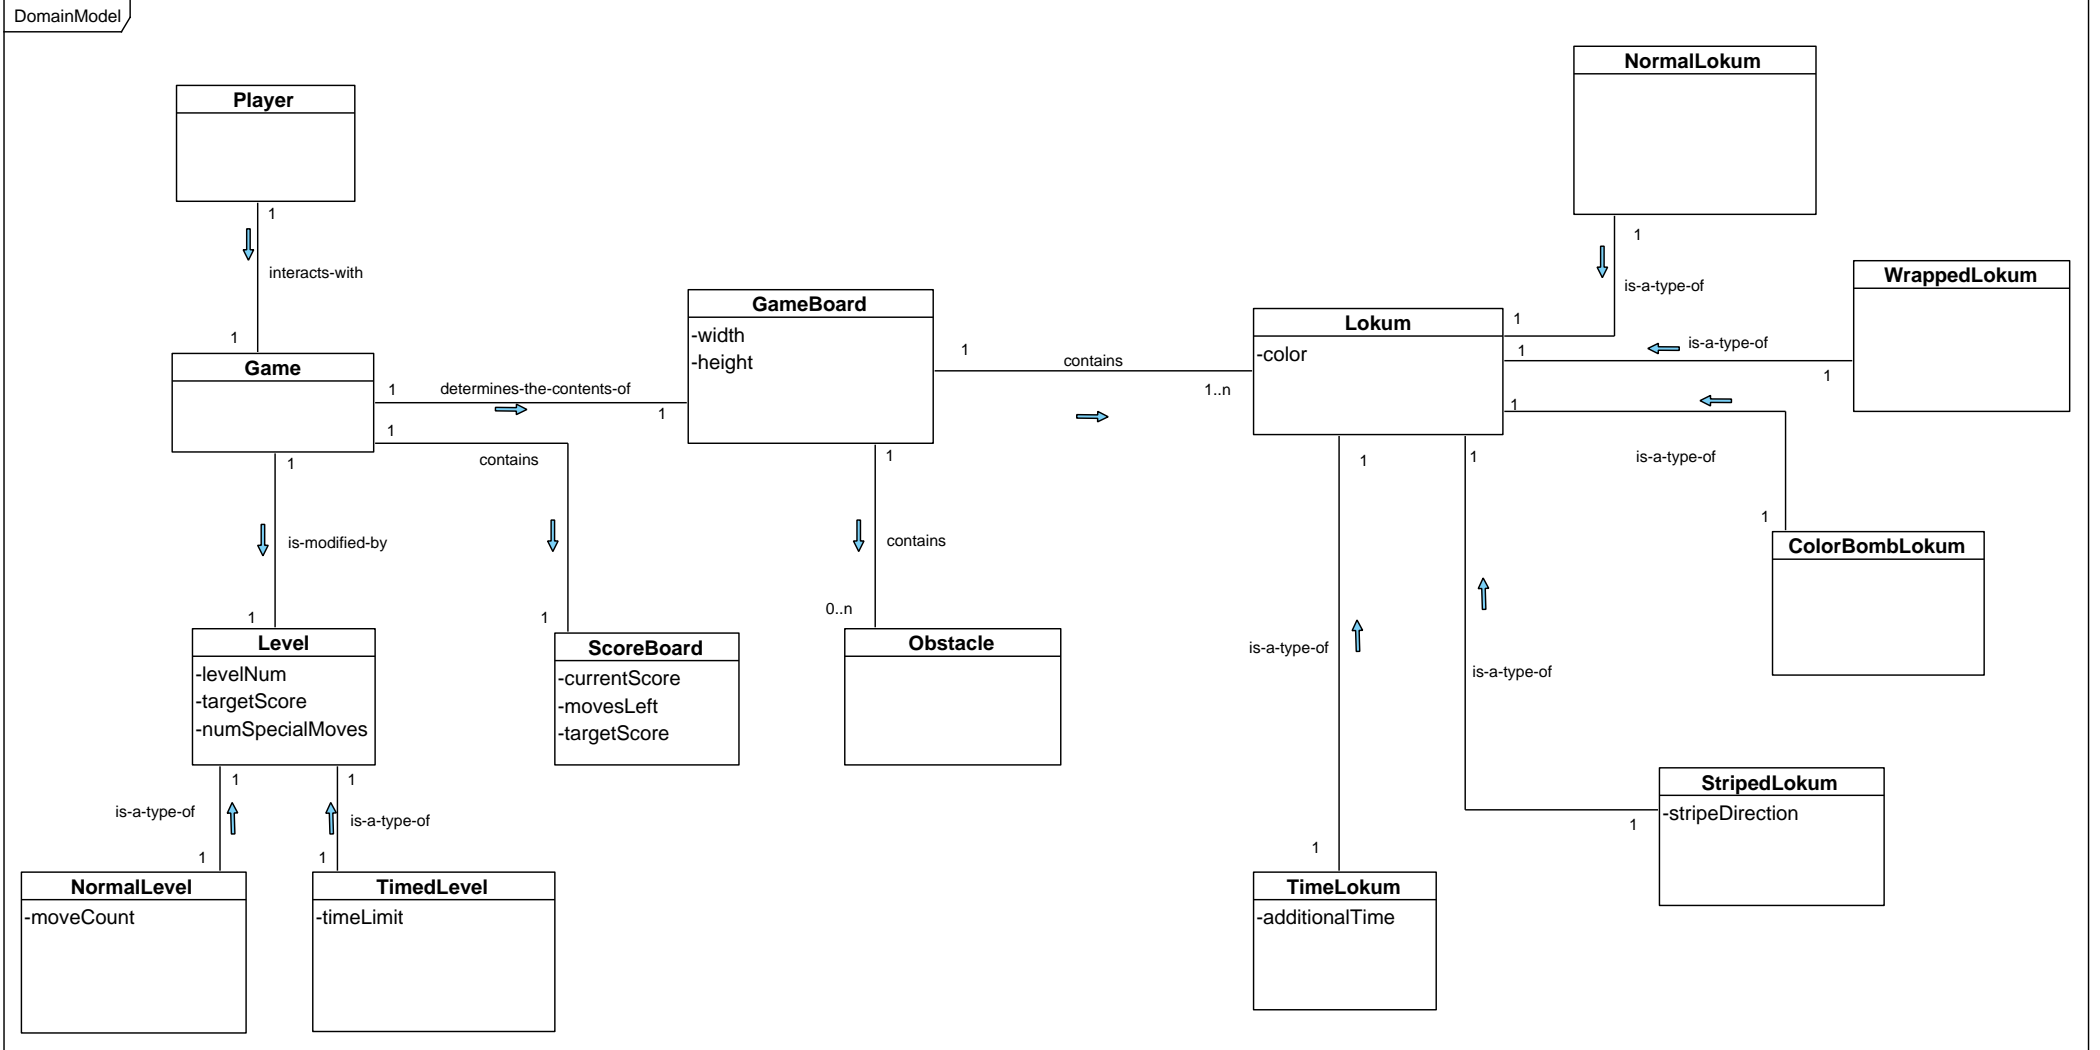 DomainModel
NormalLokum
Player
1
interacts-with
1
1
is-a-type-of
WrappedLokum
GameBoard
-width
-height
1
contains
1..n
Lokum
-color
1
1
is-a-type-of
1
Game
1
determines-the-contents-of
1
1
contains
1
1
is-a-type-of
1
ColorBombLokum
1
is-modified-by
1
1
1
contains
0..n
1
is-a-type-of
1
1
is-a-type-of
1
Level
-levelNum
-targetScore
-numSpecialMoves
ScoreBoard
-currentScore
-movesLeft
-targetScore
Obstacle
StripedLokum
-stripeDirection
1
is-a-type-of
1
1
is-a-type-of
1
NormalLevel
-moveCount
TimedLevel
-timeLimit
TimeLokum
-additionalTime